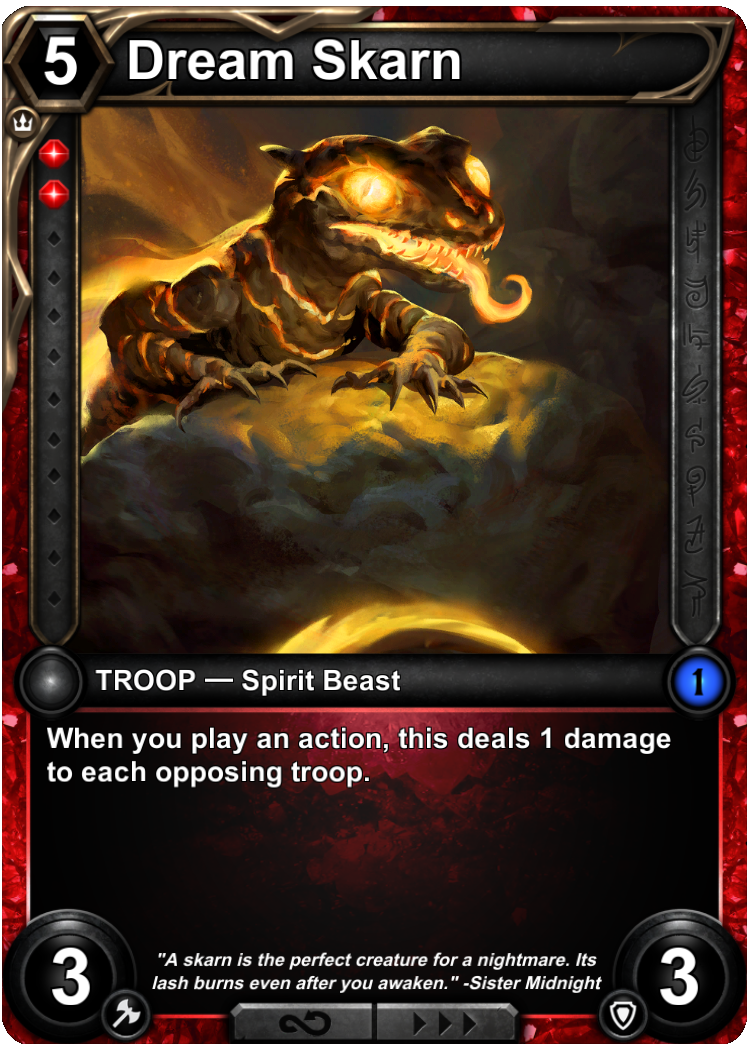 5 Dream Skarn
TROOP — Spirit Beast
1
When you play an action, this deals 1 damage
to each opposing troop.
"A skarn is the perfect creature for a nightmare. Its
lash burns even after you awaken." -Sister Midnight
3
3